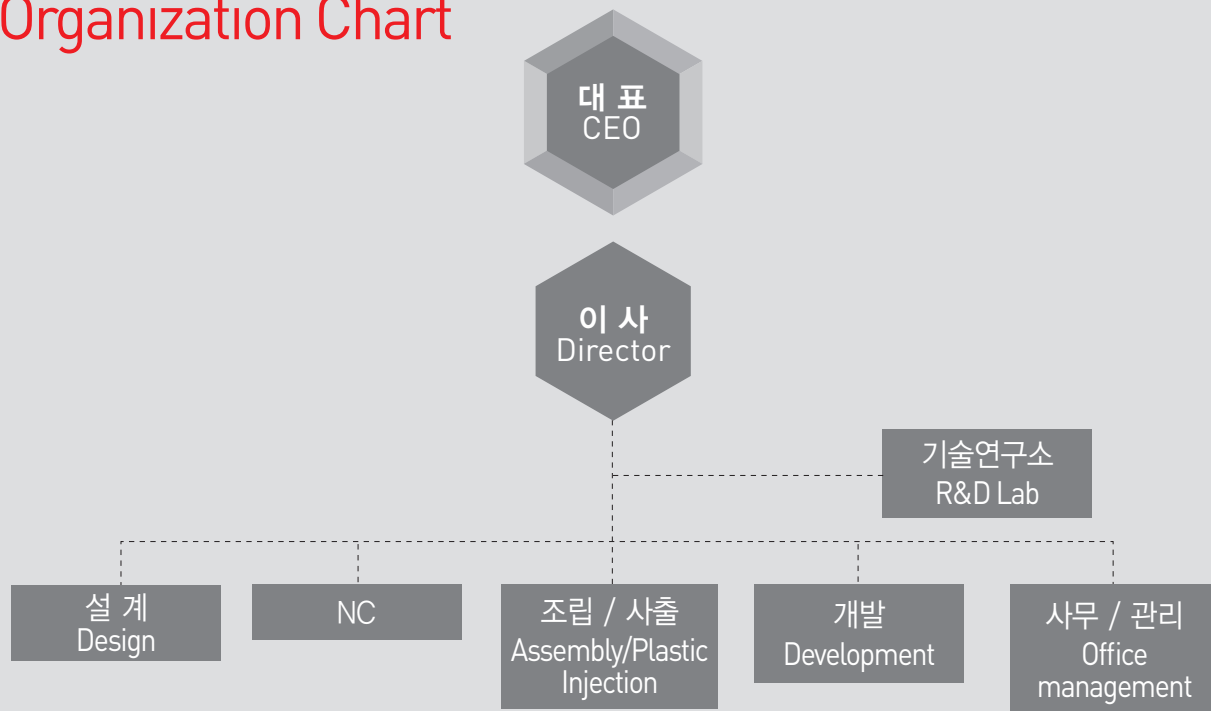 Organization Chart
대 표
CEO
이 사
Director
기술연구소
R&D Lab
설 계
Design
NC
조립 / 사출
Assembly/Plastic
Injection
개발
Development
사무 / 관리
Office
management